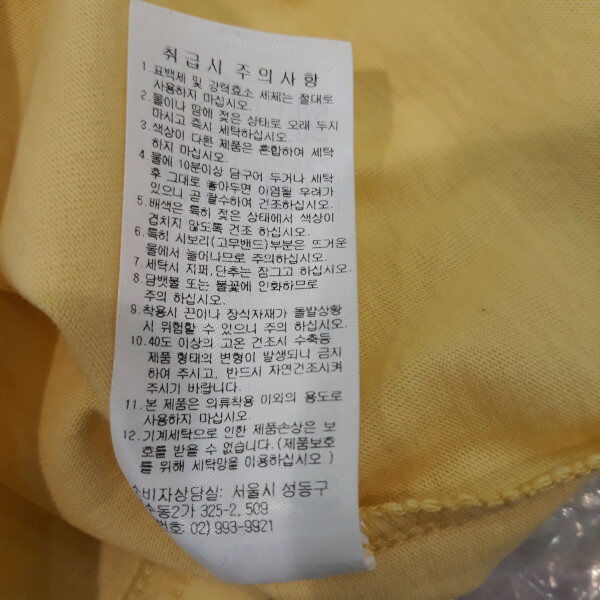 취급시 주의사항
1. 표백제 및 강력효소 세제는 절대로
사용하지 마십시오.
2. 물이나 땀에 젖은 상태로 오래 두지
마시고 즉시 세탁하십시오.
3. 색상이 다른 제품은 혼합하여 세탁
하지 마십시오.
4. 물에 10분이상 담구어 두거나 세탁
후 그대로 놓아두면 이염될 우려가
있으니 곧 탈수하여 건조하십시오.
5. 배색은 특히 젖은 상태에서 색상이
겹치지 않도록 건조 하십시오.
6. 특히 시보리(고무밴드)부분은 뜨거운
물에서 늘어나므로 주의하십시오.
7. 세탁시 지퍼,단추는 잠그고 하십시오.
8. 담뱃불 또는 불꽃에 인화하므로
주의 하십시오.
9. 착용시 끈이나 장식자재가 돌발상황
시 위험할 수 있으니 주의 하십시오.
10. 40도 이상의 고온 건조시 수축등
제품 형태의 변형이 발생되니 금지
하여 주시고, 반드시 자연건조시켜
주시기 바랍니다.
11. 본 제품은 의류착용 이외의 용도로
사용하지 마십시오.
12. 기계세탁으로 인한 제품손상은 보
호를 받을 수 없습니다.(제품보호
를 위해 세탁망을 이용하십시오)
소비자상담실: 서울시 성동구
수동2가 325-2, 509
번호: 02) 993-9921